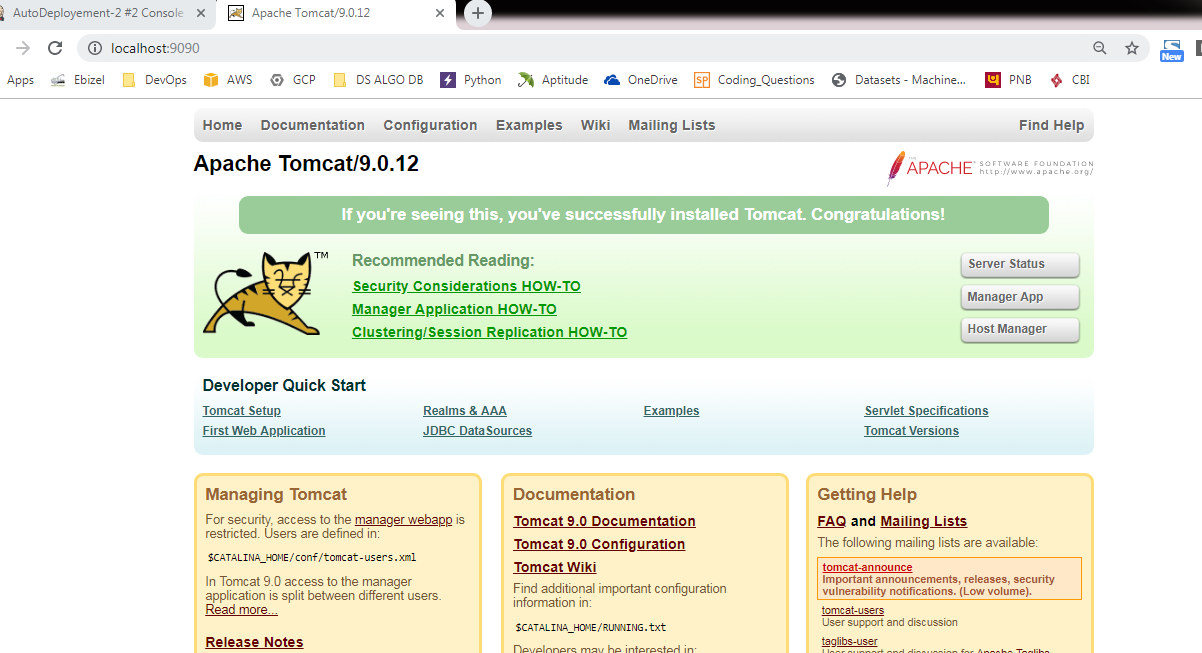 AutoDeployement-2 #2 Console
Apache Tomcat/9.0.12
localhost:9090
New
Apps Ebizel DevOps AWS GCP DS ALGO DB Python Aptitude OneDrive SP Coding_Questions Datasets - Machine... PNB CBI
Home Documentation Configuration Examples Wiki Mailing Lists Find Help
Apache Tomcat/9.0.12
APACHE SOFTWARE FOUNDATION
http://www.apache.org/
If you're seeing this, you've successfully installed Tomcat. Congratulations!
TM
Recommended Reading:
Security Considerations HOW-TO
Manager Application HOW-TO
Clustering/Session Replication HOW-TO
Server Status
Manager App
Host Manager
Developer Quick Start
Tomcat Setup
First Web Application
Realms & AAA
JDBC DataSources
Examples
Servlet Specifications
Tomcat Versions
Managing Tomcat
For security, access to the manager webapp is
restricted. Users are defined in:
$CATALINA_HOME/conf/tomcat-users.xml
In Tomcat 9.0 access to the manager
application is split between different users.
Read more...
Release Notes
Documentation
Tomcat 9.0 Documentation
Tomcat 9.0 Configuration
Tomcat Wiki
Find additional important configuration
information in:
$CATALINA_HOME/RUNNING.txt
Developers may be interested in:
Getting Help
FAQ and Mailing Lists
The following mailing lists are available:
tomcat-announce
Important announcements, releases, security
vulnerability notifications. (Low volume).
tomcat-users
User support and discussion
taglibs-user
User support and discussion for Apache Taglibs